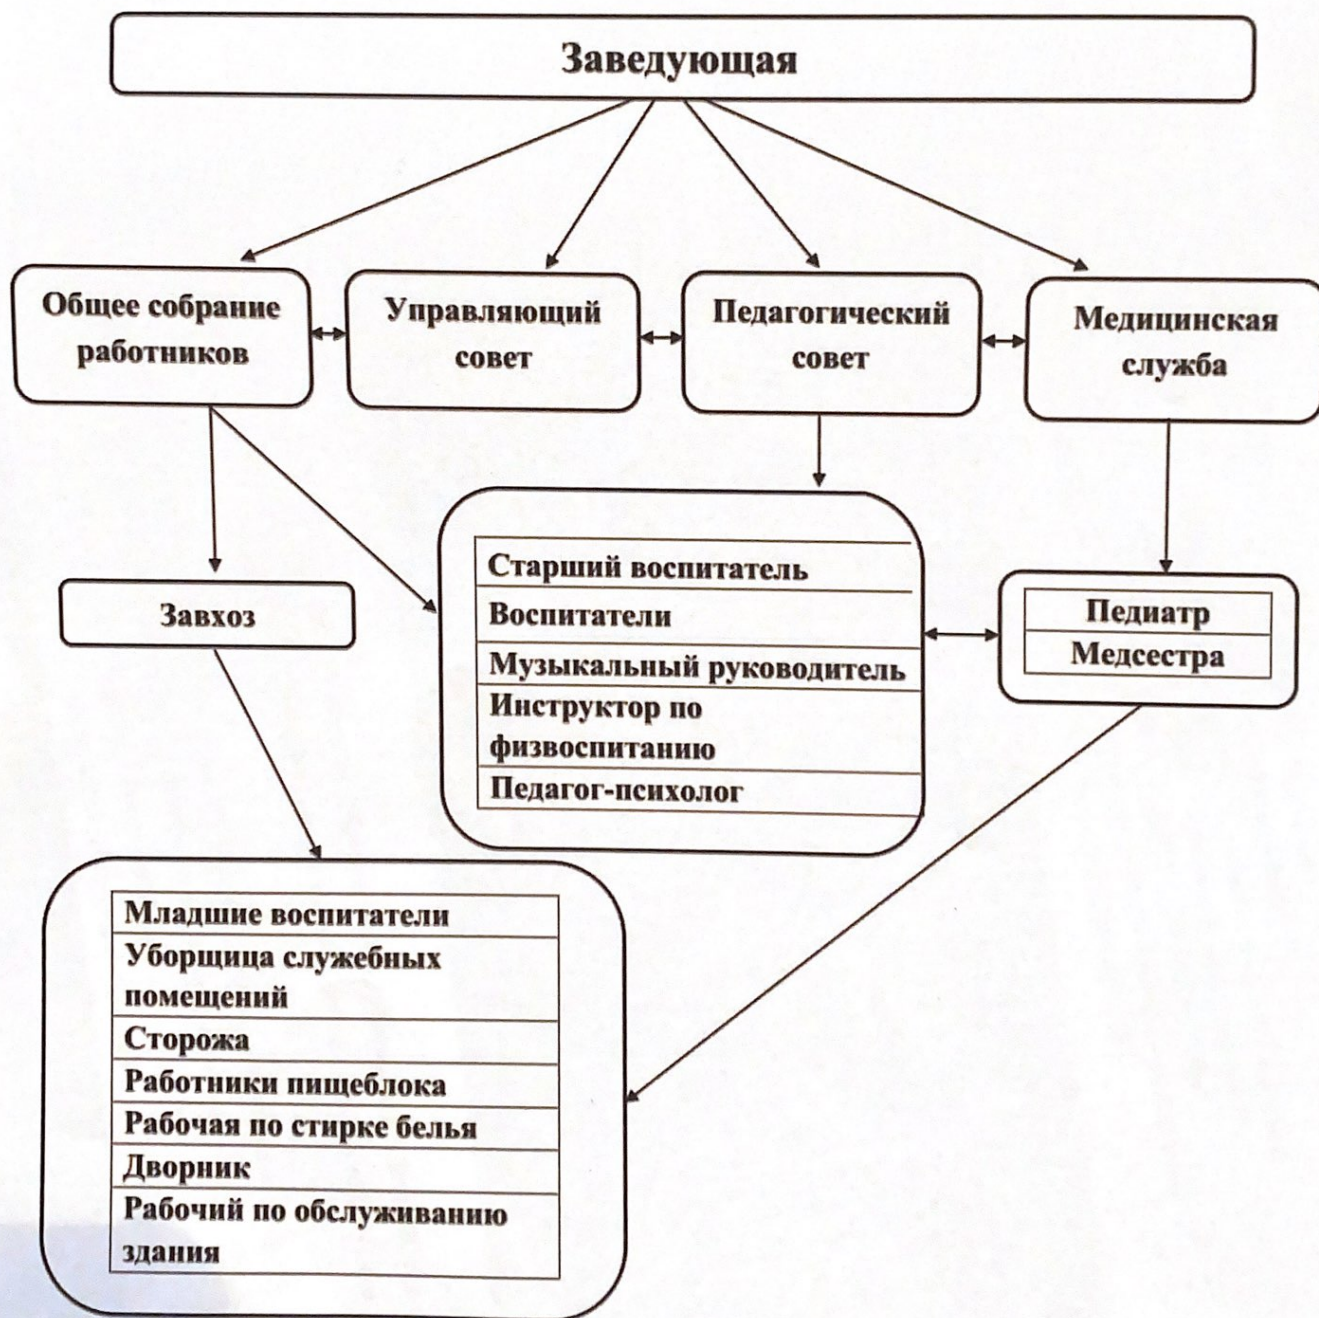 Заведующая
Общее собрание
работников
Управляющий
совет
Педагогический
совет
Медицинская
служба
Завхоз
Старший воспитатель
Воспитатели
Музыкальный руководитель
Инструктор по
физвоспитанию
Педагог-психолог
Педиатр
Медсестра
Младшие воспитатели
Уборщица служебных
помещений
Сторожа
Работники пищеблока
Рабочая по стирке белья
Дворник
Рабочий по обслуживанию
здания